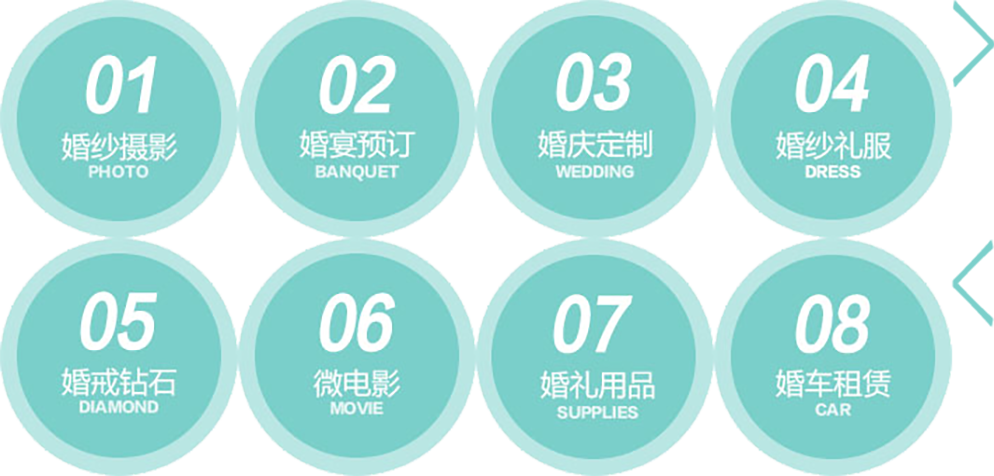 01
婚纱摄影
PHOTO
02
婚宴预订
BANQUET
03
婚庆定制
WEDDING
04
婚纱礼服
DRESS
05
婚戒钻石
DIAMOND
06
微电影
MOVIE
07
婚礼用品
SUPPLIES
08
婚车租赁
CAR